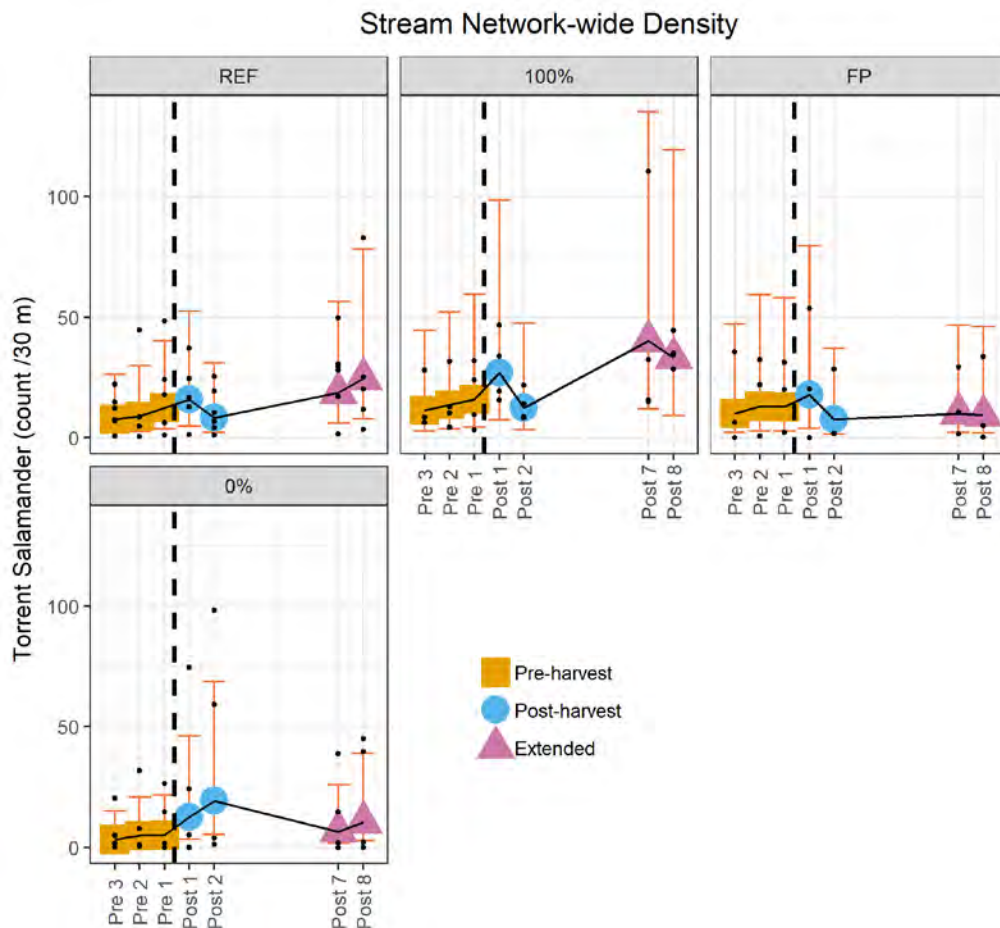 Stream Network-wide Density
REF
100%
FP
Torrent Salamander (count /30 m)
100
50
0
Pre 3
Pre 2
Pre 1
Post 1
Post 2
Post 7
Post 8
Pre 3
Pre 2
Pre 1
Post 1
Post 2
Post 7
Post 8
0%
100
50
0
Pre 3
Pre 2
Pre 1
Post 1
Post 2
Post 7
Post 8
Pre-harvest
Post-harvest
Extended